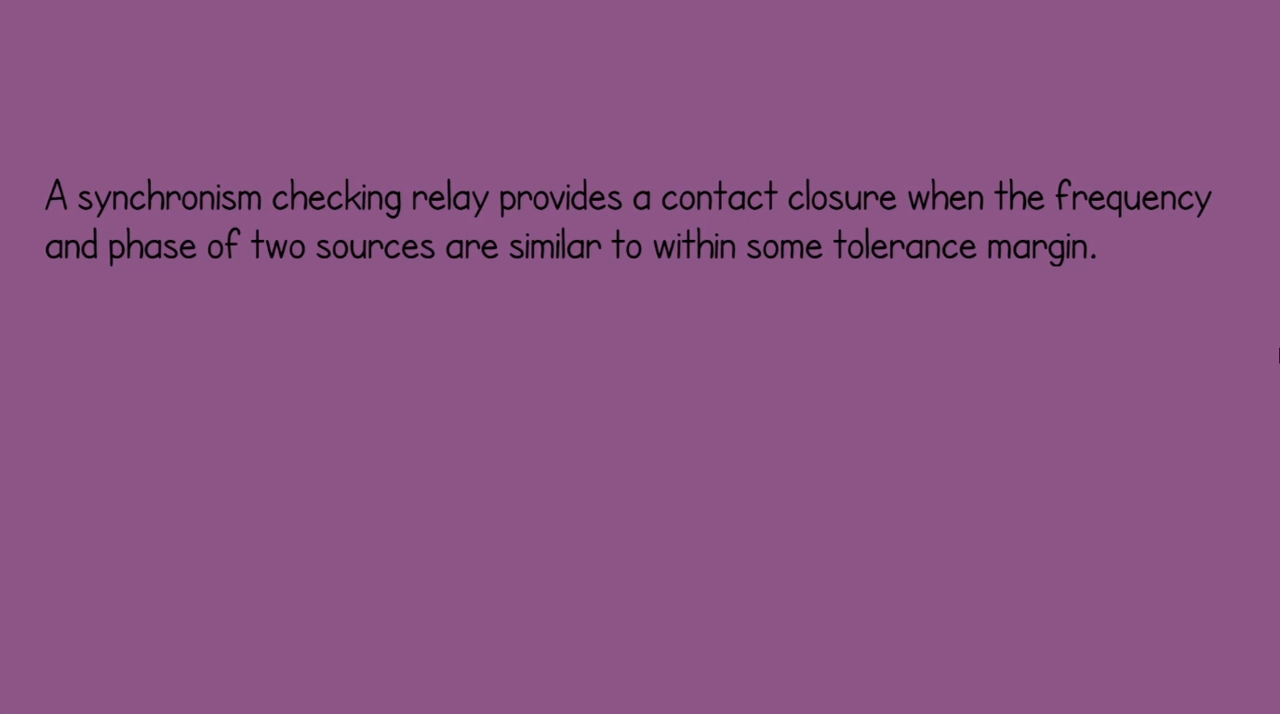 A synchronism checking relay provides a contact closure when the frequency
and phase of two sources are similar to within some tolerance margin.